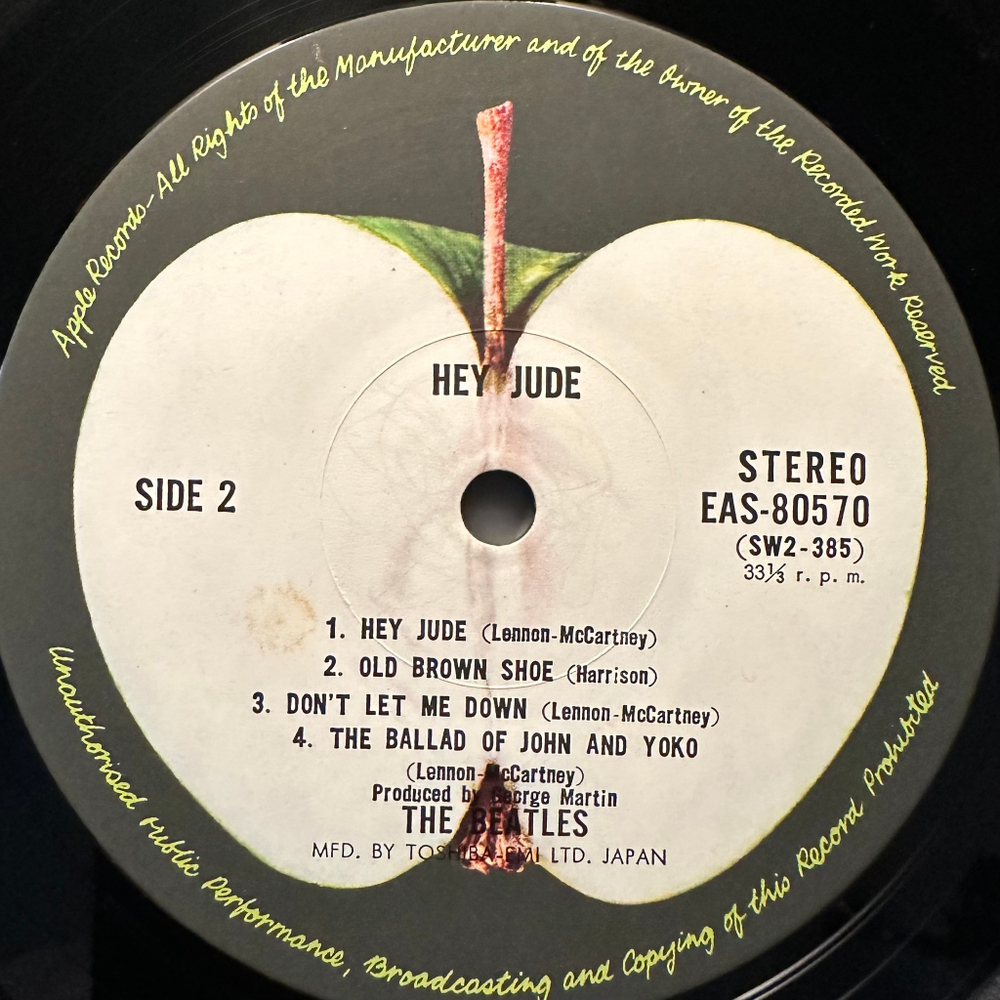 Apple Records-All Rights of the Manufacturer and of the Owner of the Recorded Work Reserved
HEY JUDE
SIDE 2
STEREO
EAS-80570
(SW2-385)
33⅓ r. p. m.
1. HEY JUDE (Lennon-McCartney)
2. OLD BROWN SHOE (Harrison)
3. DON'T LET ME DOWN (Lennon-McCartney)
4. THE BALLAD OF JOHN AND YOKO
(Lennon-McCartney)
Produced by George Martin
THE BEATLES
MFD. BY TOSHIBA-EMI LTD. JAPAN
Unauthorised Public Performance, Broadcasting and Copying of this Record Prohibited